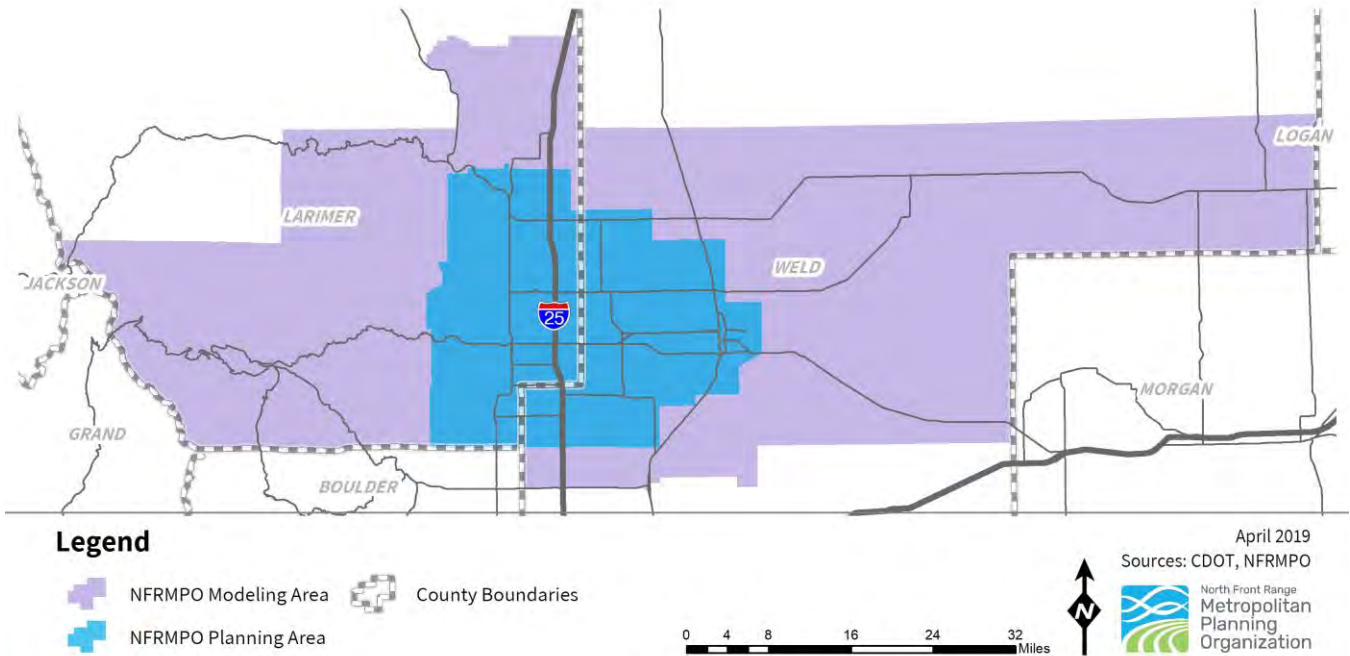 LOGAN
LARIMER
WELD
JACKSON
25
MORGAN
GRAND
BOULDER
Legend
NFRMPO Modeling Area
County Boundaries
NFRMPO Planning Area
0 4 8 16 24 32
Miles
N
April 2019
Sources: CDOT, NFRMPO
North Front Range
Metropolitan
Planning
Organization